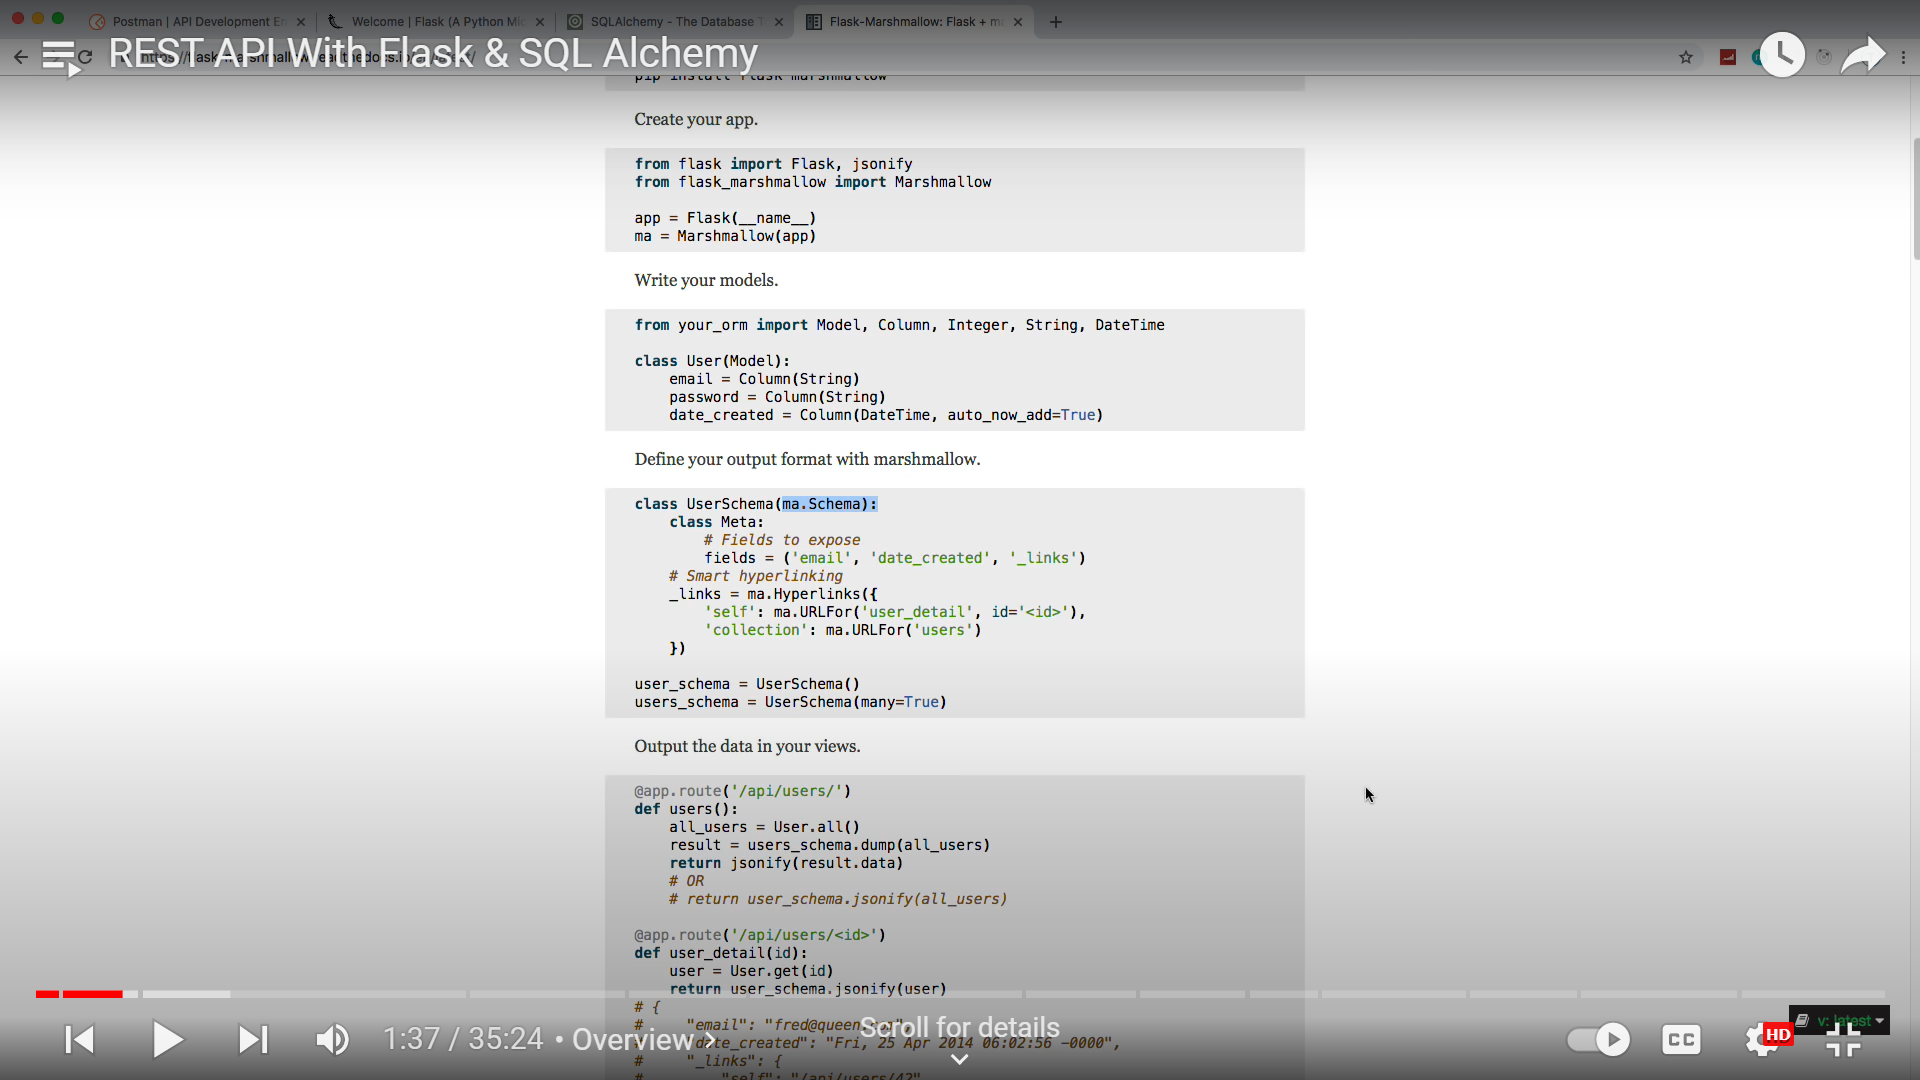 Postman | API Development En
Welcome | Flask (A Python Mic
SQLAlchemy - The Database T
Flask-Marshmallow: Flask + m
REST API With Flask & SQL Alchemy
pip install flask-marshmallow
Create your app.
from flask import Flask, jsonify
from flask_marshmallow import Marshmallow
app = Flask(__name__)
ma = Marshmallow(app)
Write your models.
from your_orm import Model, Column, Integer, String, DateTime
class User(Model):
    email = Column(String)
    password = Column(String)
    date_created = Column(DateTime, auto_now_add=True)
Define your output format with marshmallow.
class UserSchema(ma.Schema):
    class Meta:
        # Fields to expose
        fields = ('email', 'date_created', '_links')
    # Smart hyperlinking
    _links = ma.Hyperlinks({
        'self': ma.URLFor('user_detail', id='<id>'),
        'collection': ma.URLFor('users')
    })
user_schema = UserSchema()
users_schema = UserSchema(many=True)
Output the data in your views.
@app.route('/api/users/')
def users():
    all_users = User.all()
    result = users_schema.dump(all_users)
    return jsonify(result.data)
    # OR
    # return user_schema.jsonify(all_users)
@app.route('/api/users/<id>')
def user_detail(id):
    user = User.get(id)
    return user_schema.jsonify(user)
# {
#     "email": "fred@queen
#     "date_created": "Fri, 25 Apr 2014 06:02:56 -0000",
#     "_links": {
#         "self": "/api/users/42"
Scroll for details
1:37 / 35:24 • Overview
CC
HD
v: latest